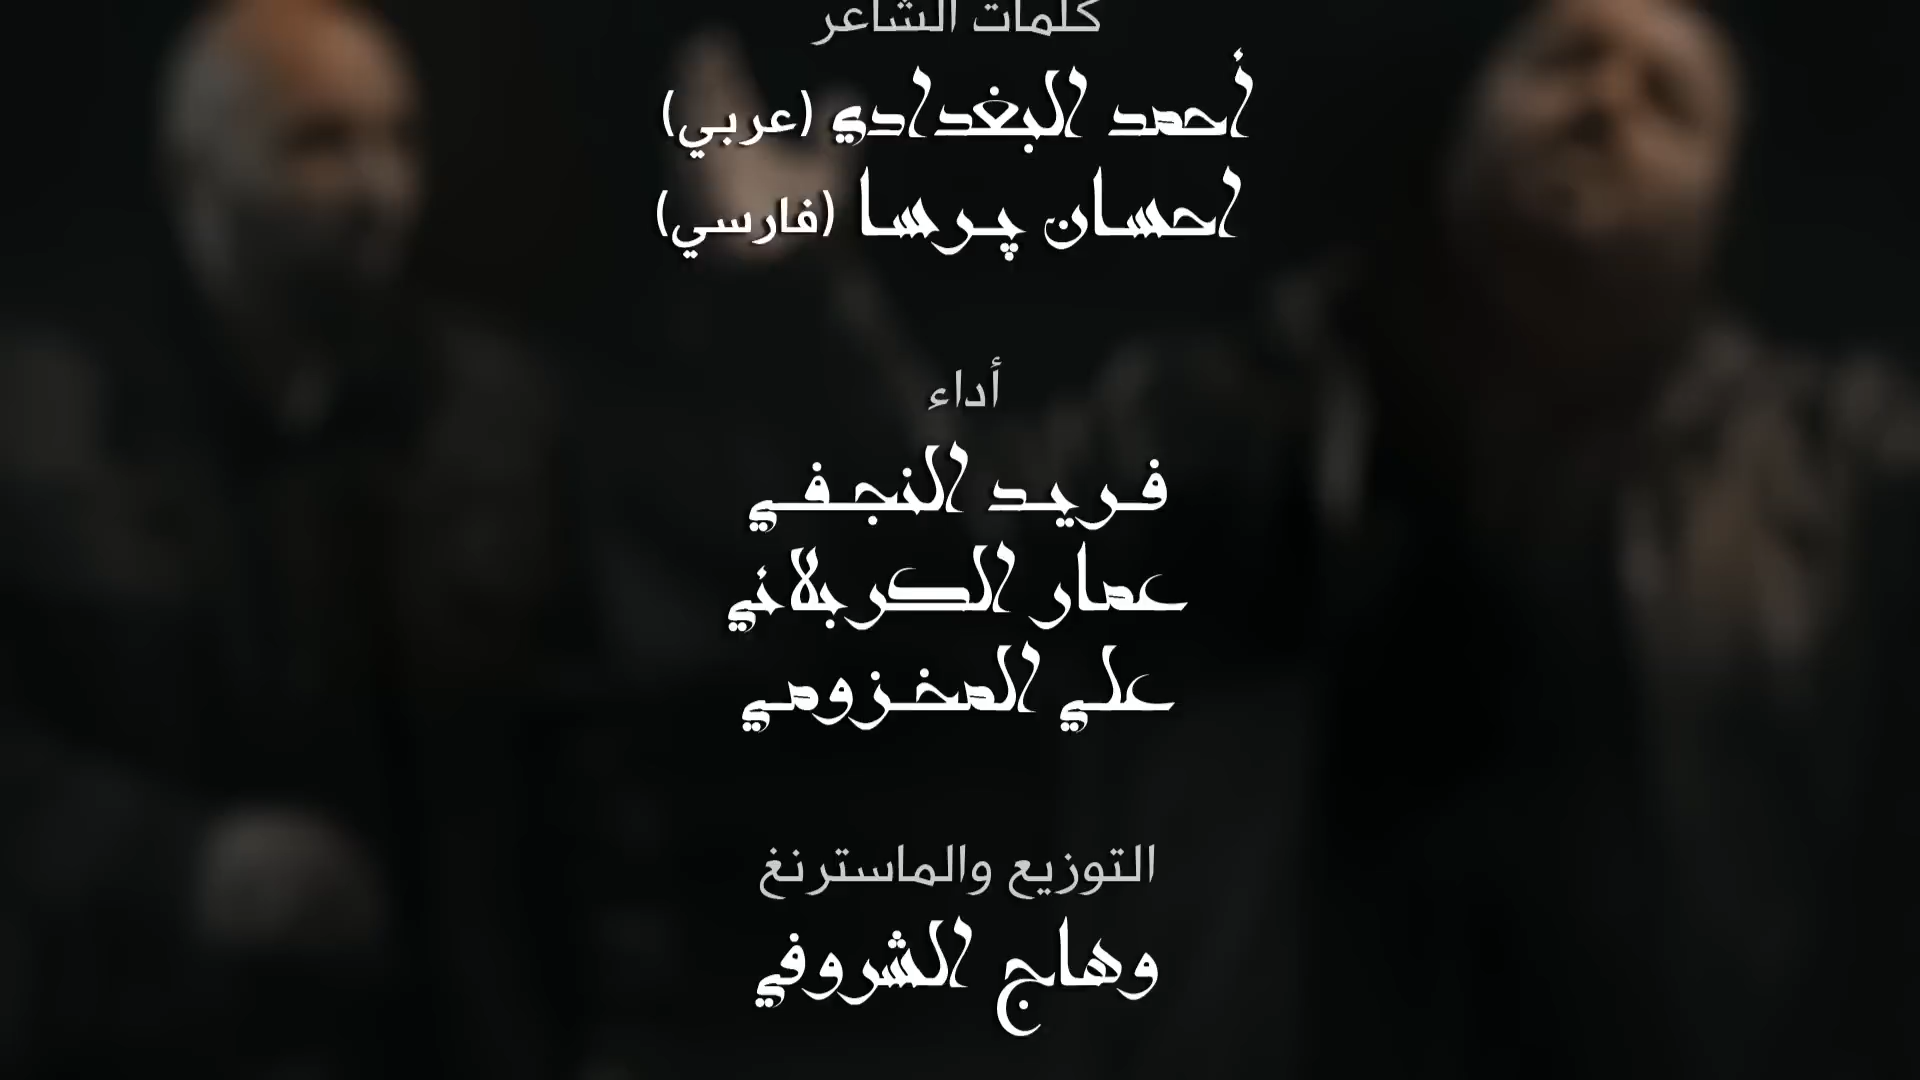 كلمات الشاعر
أحمد البغدادي (عربي)
احسان پرسا (فارسي)
أداء
فريد النجفي
عمار الكربلائي
علي المخزومي
التوزيع والماسترنغ
وهاج الشروفي